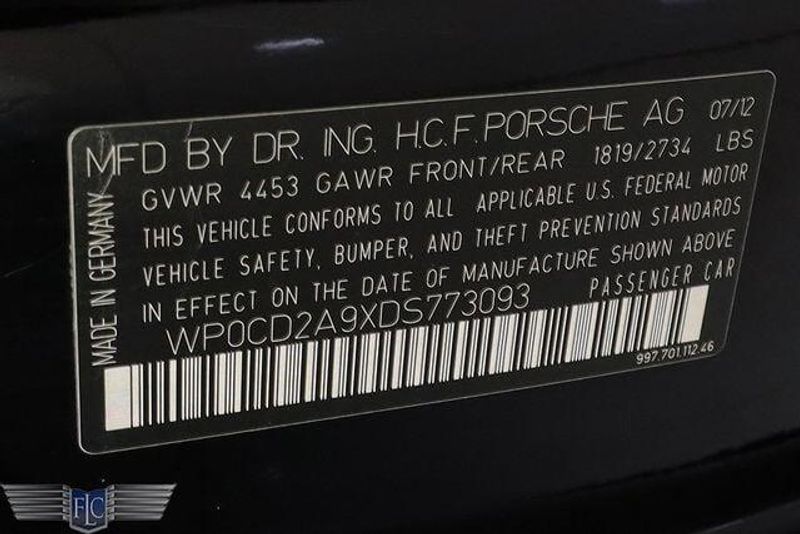 MFD BY DR. ING. H.C.F. PORSCHE AG 07/12
GVWR 4453 GAWR FRONT/REAR 1819/2734 LBS
THIS VEHICLE CONFORMS TO ALL APPLICABLE U.S. FEDERAL MOTOR
VEHICLE SAFETY, BUMPER, AND THEFT PREVENTION STANDARDS
IN EFFECT ON THE DATE OF MANUFACTURE SHOWN ABOVE
WP0CD2A9XDS773093 PASSENGER CAR
MADE IN GERMANY
997.701.112.46
FLC